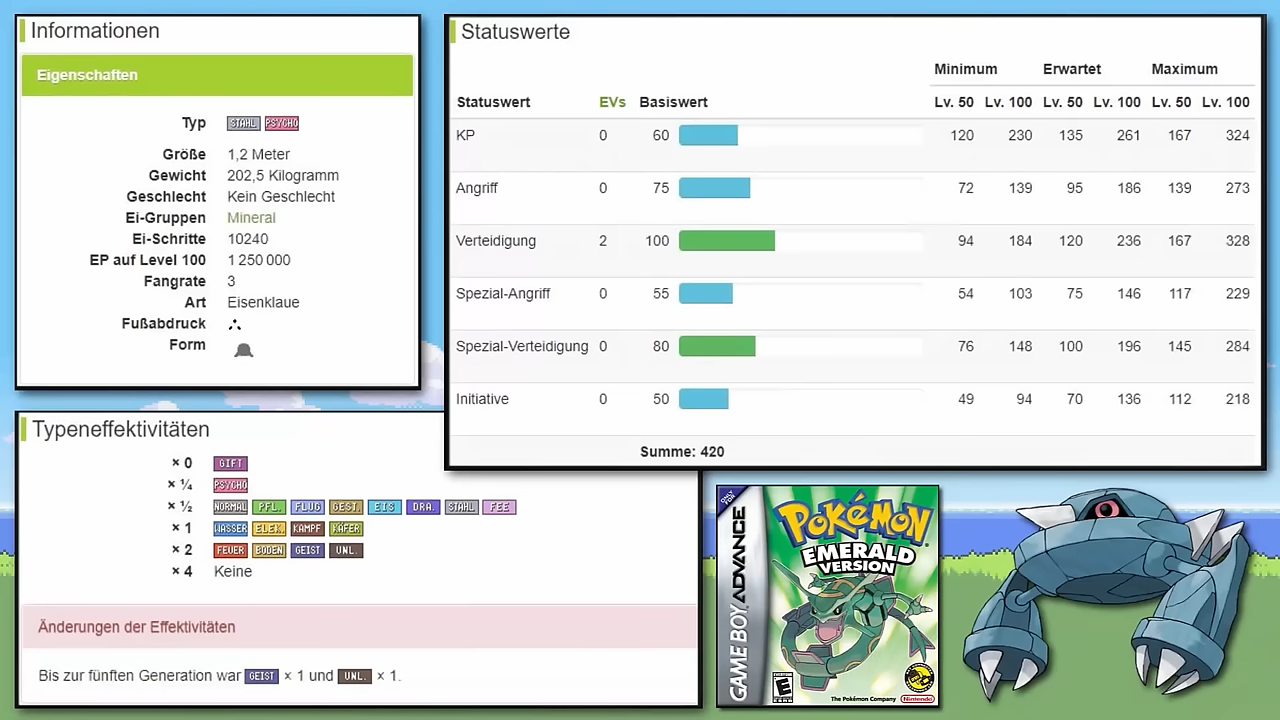 Informationen
Eigenschaften
Typ STAHL PSYCHO
Größe 1,2 Meter
Gewicht 202,5 Kilogramm
Geschlecht Kein Geschlecht
Ei-Gruppen Mineral
Ei-Schritte 10240
EP auf Level 100 1 250 000
Fangrate 3
Art Eisenklaue
Fußabdruck
Form
Statuswerte
Minimum Erwartet Maximum
Statuswert EVs Basiswert Lv. 50 Lv. 100 Lv. 50 Lv. 100 Lv. 50 Lv. 100
KP 0 60 120 230 135 261 167 324
Angriff 0 75 72 139 95 186 139 273
Verteidigung 2 100 94 184 120 236 167 328
Spezial-Angriff 0 55 54 103 75 146 117 229
Spezial-Verteidigung 0 80 76 148 100 196 145 284
Initiative 0 50 49 94 70 136 112 218
Summe: 420
Typeneffektivitäten
× 0 GIFT
× ¼ PSYCHO
× ½ NORMAL PFL. FLUG GEST. EIS DRA. STAHL FEE
× 1 WASSER ELEK. KAMPF KÄFER
× 2 FEUER BODEN GEIST UNL.
× 4 Keine
Änderungen der Effektivitäten
Bis zur fünften Generation war GEIST × 1 und UNL. × 1.
ONLY FOR
GAME BOY ADVANCE
POKéMON
EMERALD
VERSION
EVERYONE
E
The Pokémon Company
Nintendo